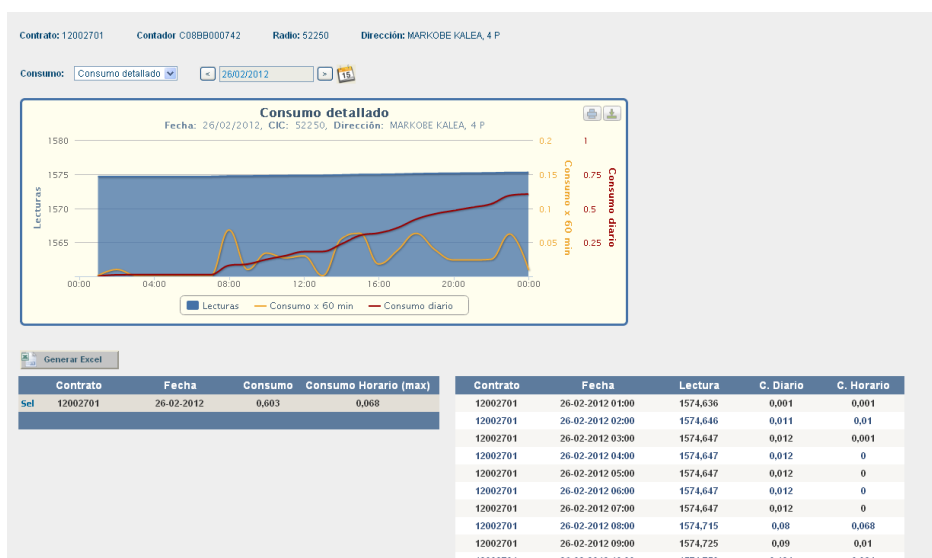 Contrato: 12002701 Contador C08BB000742 Radio: 52250 Dirección: MARKOBE KALEA, 4 P
Consumo: Consumo detallado < 26/02/2012 > 15
Consumo detallado
Fecha: 26/02/2012, CIC: 52250, Dirección: MARKOBE KALEA, 4 P
1580 0.2 1
1575 0.15 0.75
1570 0.1 0.5
1565 0.05 0.25
Lecturas
Consumo x 60 min
Consumo diario
00:00 04:00 08:00 12:00 16:00 20:00 00:00
Lecturas Consumo x 60 min Consumo diario
Generar Excel
Contrato Fecha Consumo Consumo Horario (max)
Sel 12002701 26-02-2012 0,603 0,068
Contrato Fecha Lectura C. Diario C. Horario
12002701 26-02-2012 01:00 1574,636 0,001 0,001
12002701 26-02-2012 02:00 1574,646 0,011 0,01
12002701 26-02-2012 03:00 1574,647 0,012 0,001
12002701 26-02-2012 04:00 1574,647 0,012 0
12002701 26-02-2012 05:00 1574,647 0,012 0
12002701 26-02-2012 06:00 1574,647 0,012 0
12002701 26-02-2012 07:00 1574,647 0,012 0
12002701 26-02-2012 08:00 1574,715 0,08 0,068
12002701 26-02-2012 09:00 1574,725 0,09 0,01